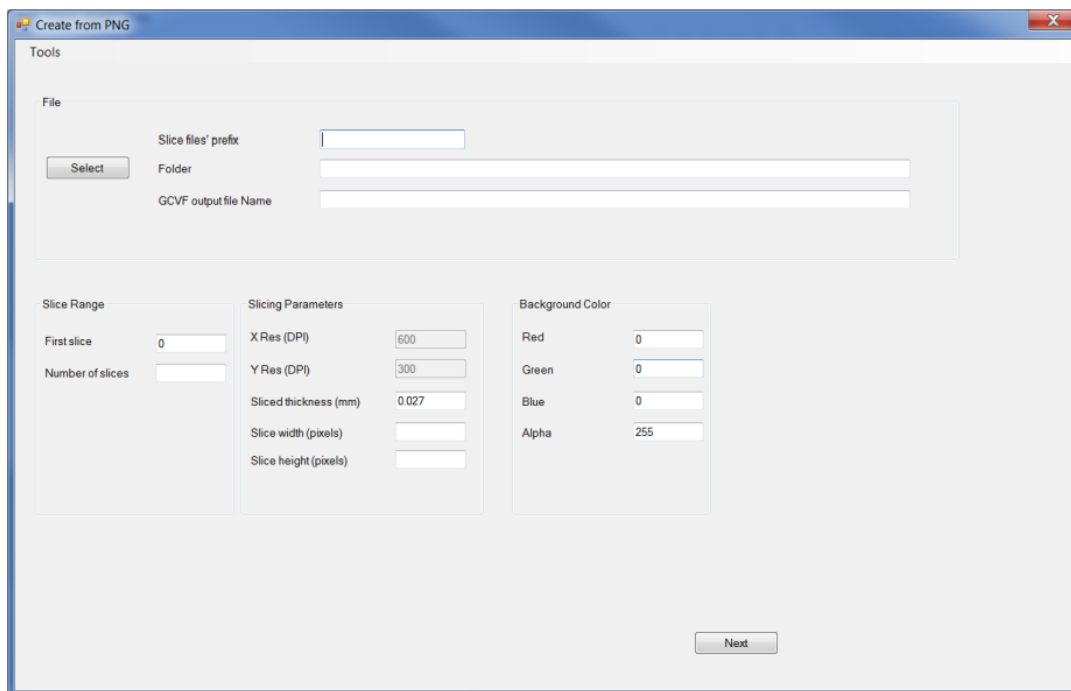 Create from PNG
Tools
File
Slice files' prefix
Select
Folder
GCVF output file Name
Slice Range
First slice 0
Number of slices
Slicing Parameters
X Res (DPI) 600
Y Res (DPI) 300
Sliced thickness (mm) 0.027
Slice width (pixels)
Slice height (pixels)
Background Color
Red 0
Green 0
Blue 0
Alpha 255
Next